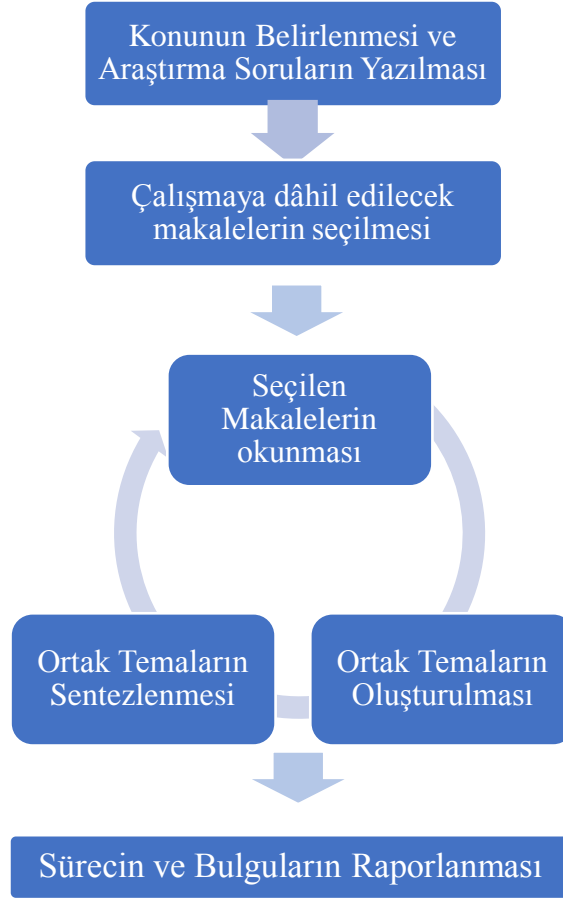 Konunun Belirlenmesi ve
Araştırma Soruların Yazılması
Çalışmaya dâhil edilecek
makalelerin seçilmesi
Seçilen
Makalelerin
okunması
Ortak Temaların
Sentezlenmesi
Ortak Temaların
Oluşturulması
Sürecin ve Bulguların Raporlanması